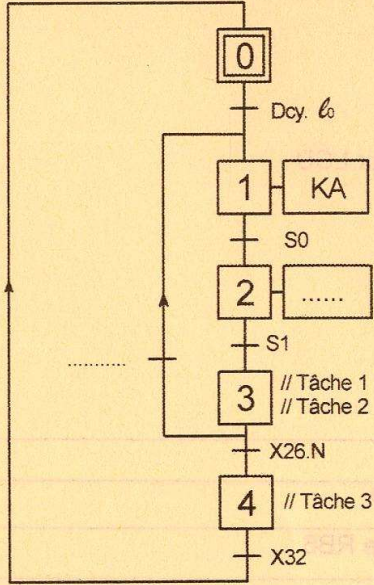 0
Dcy. ℓ0
1 KA
S0
2 ......
S1
.........
3 // Tâche 1
// Tâche 2
X26.N
4 // Tâche 3
X32